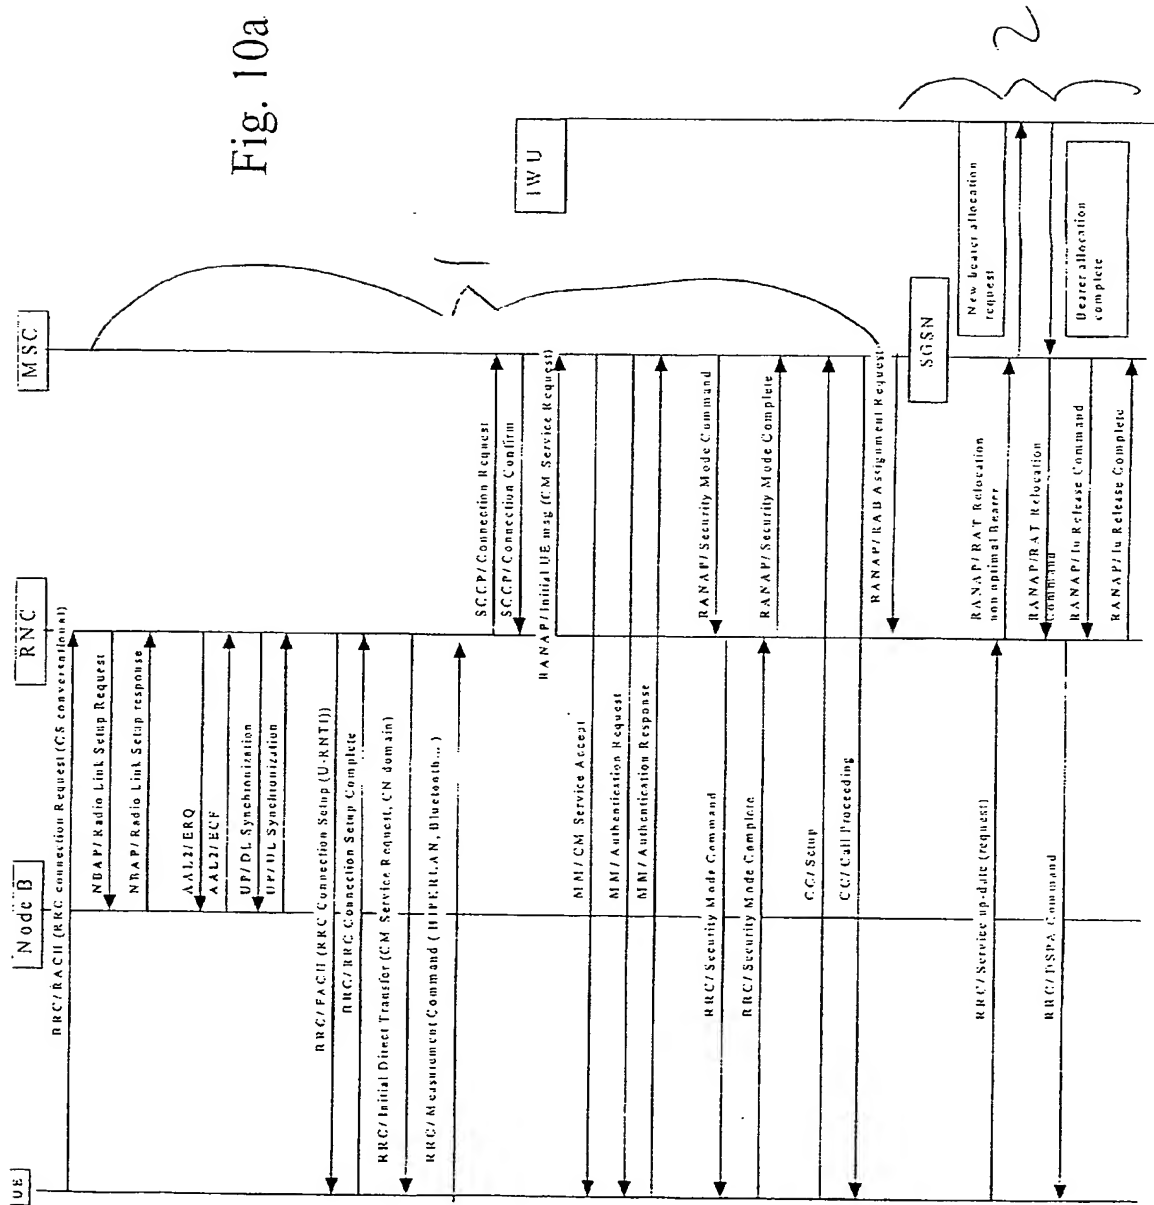 Fig. 10a
UE
Node B
RNC
MSC
IWU
SGSN
RRC/RACH (RRC connection Request (CS conversational)
NBAP/Radio Link Setup Request
NBAP/Radio Link Setup response
AAL2/ERQ
AAL2/ECF
UP/DL Synchronization
UP/UL Synchronization
RRC/FACH (RRC Connection Setup (U-RNTI))
RRC/RRC Connection Setup Complete
RRC/Initial Direct Transfer (CM Service Request, CN domain)
RRC/Measurement Command (HIPERLAN, Bluetooth...)
SCCP/Connection Request
SCCP/Connection Confirm
RANAP/Initial UE msg (CM Service Request)
MM/CM Service Accept
MM/Authentication Request
MM/Authentication Response
RANAP/Security Mode Command
RRC/Security Mode Command
RRC/Security Mode Complete
RANAP/Security Mode Complete
CC/Setup
CC/Call Proceeding
RANAP/RAB Assignment Request
1
2
RRC/Service up-date (request)
RANAP/RAT Relocation
non optimal Bearer
New bearer allocation
request
RANAP/RAT Relocation
Command
RRC/DSPA Command
RANAP/Iu Release Command
RANAP/Iu Release Complete
Bearer allocation
complete